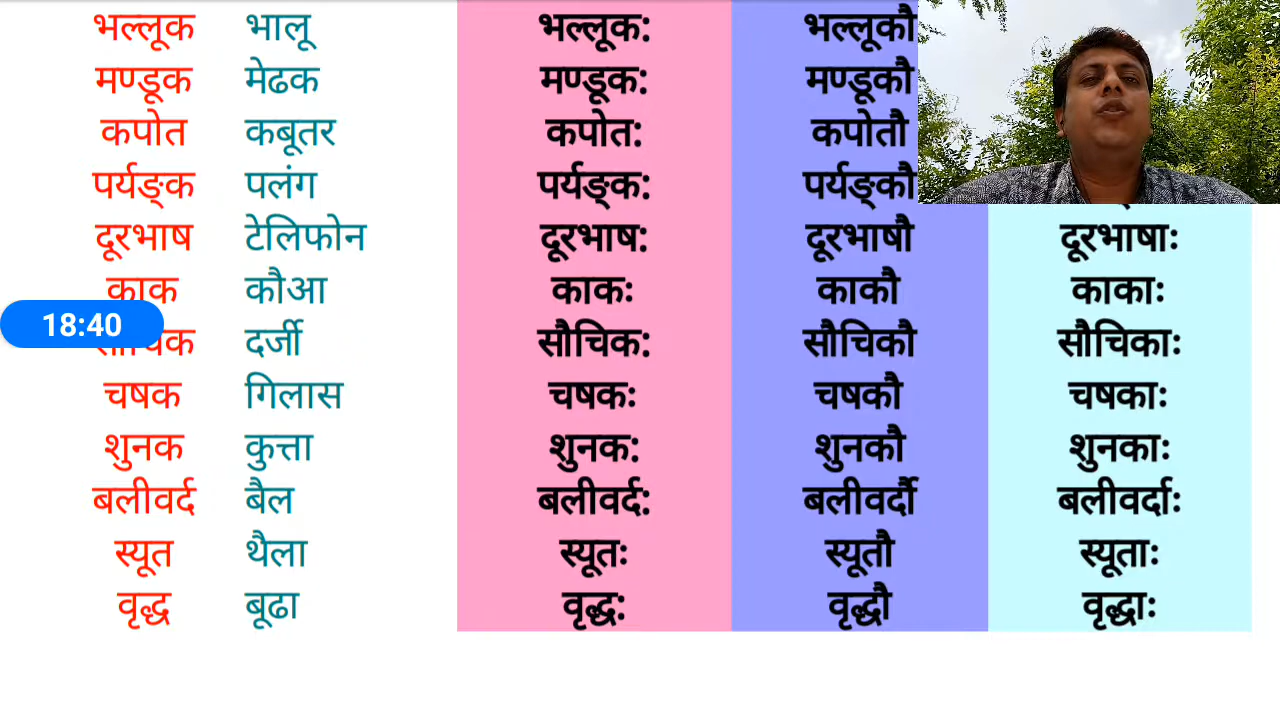 भल्लूक भालू भल्लूक: भल्लूकौ
मण्डूक मेढक मण्डूक: मण्डूकौ
कपोत कबूतर कपोत: कपोतौ
पर्यङ्क पलंग पर्यङ्क: पर्यङ्कौ
दूरभाष टेलिफोन दूरभाष: दूरभाषौ दूरभाषाः
काक कौआ काकः काकौ काकाः
18:40
दर्जी सौचिक: सौचिकौ सौचिकाः
चषक गिलास चषकः चषकौ चषकाः
शुनक कुत्ता शुनक: शुनकौ शुनकाः
बलीवर्द बैल बलीवर्द: बलीवर्दौ बलीवर्दाः
स्यूत थैला स्यूतः स्यूतौ स्यूताः
वृद्ध बूढा वृद्ध: वृद्धौ वृद्धाः